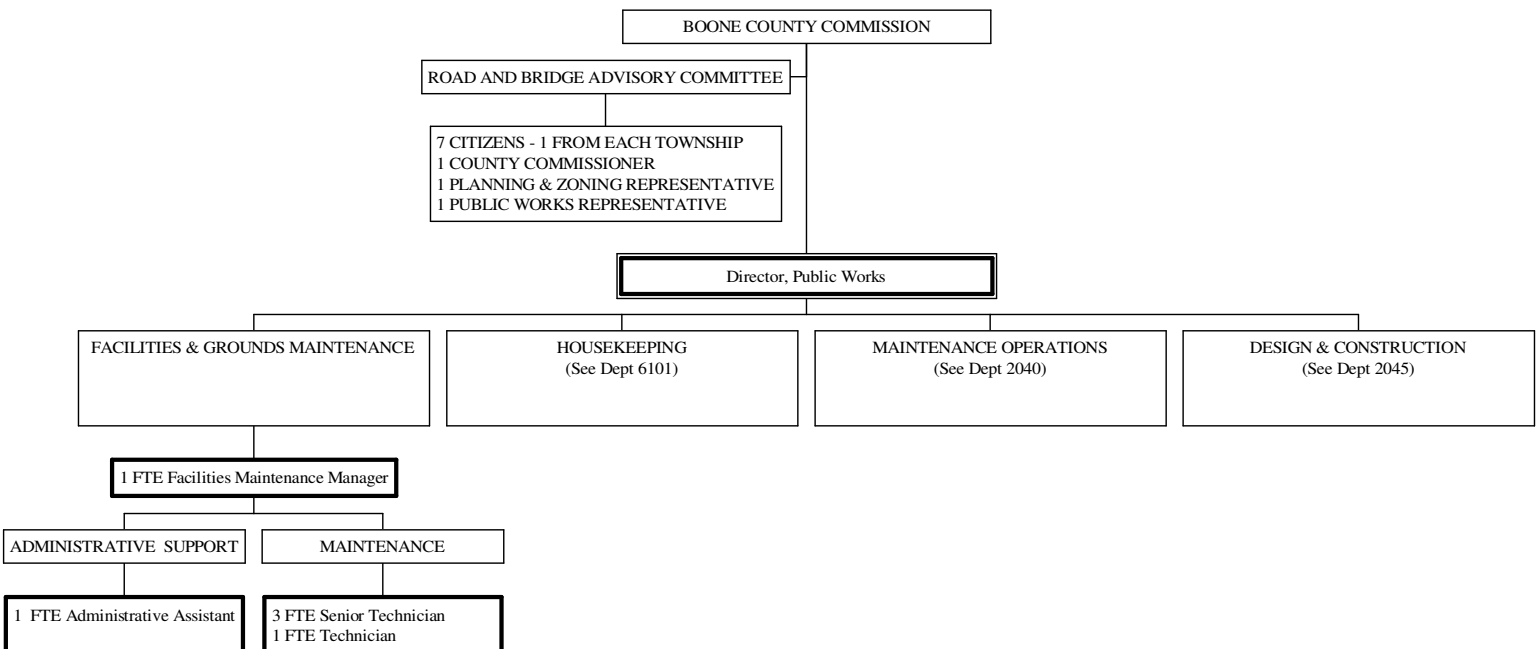 BOONE COUNTY COMMISSION
ROAD AND BRIDGE ADVISORY COMMITTEE
7 CITIZENS - 1 FROM EACH TOWNSHIP
1 COUNTY COMMISSIONER
1 PLANNING & ZONING REPRESENTATIVE
1 PUBLIC WORKS REPRESENTATIVE
Director, Public Works
FACILITIES & GROUNDS MAINTENANCE
HOUSEKEEPING
(See Dept 6101)
MAINTENANCE OPERATIONS
(See Dept 2040)
DESIGN & CONSTRUCTION
(See Dept 2045)
1 FTE Facilities Maintenance Manager
ADMINISTRATIVE SUPPORT
1 FTE Administrative Assistant
MAINTENANCE
3 FTE Senior Technician
1 FTE Technician